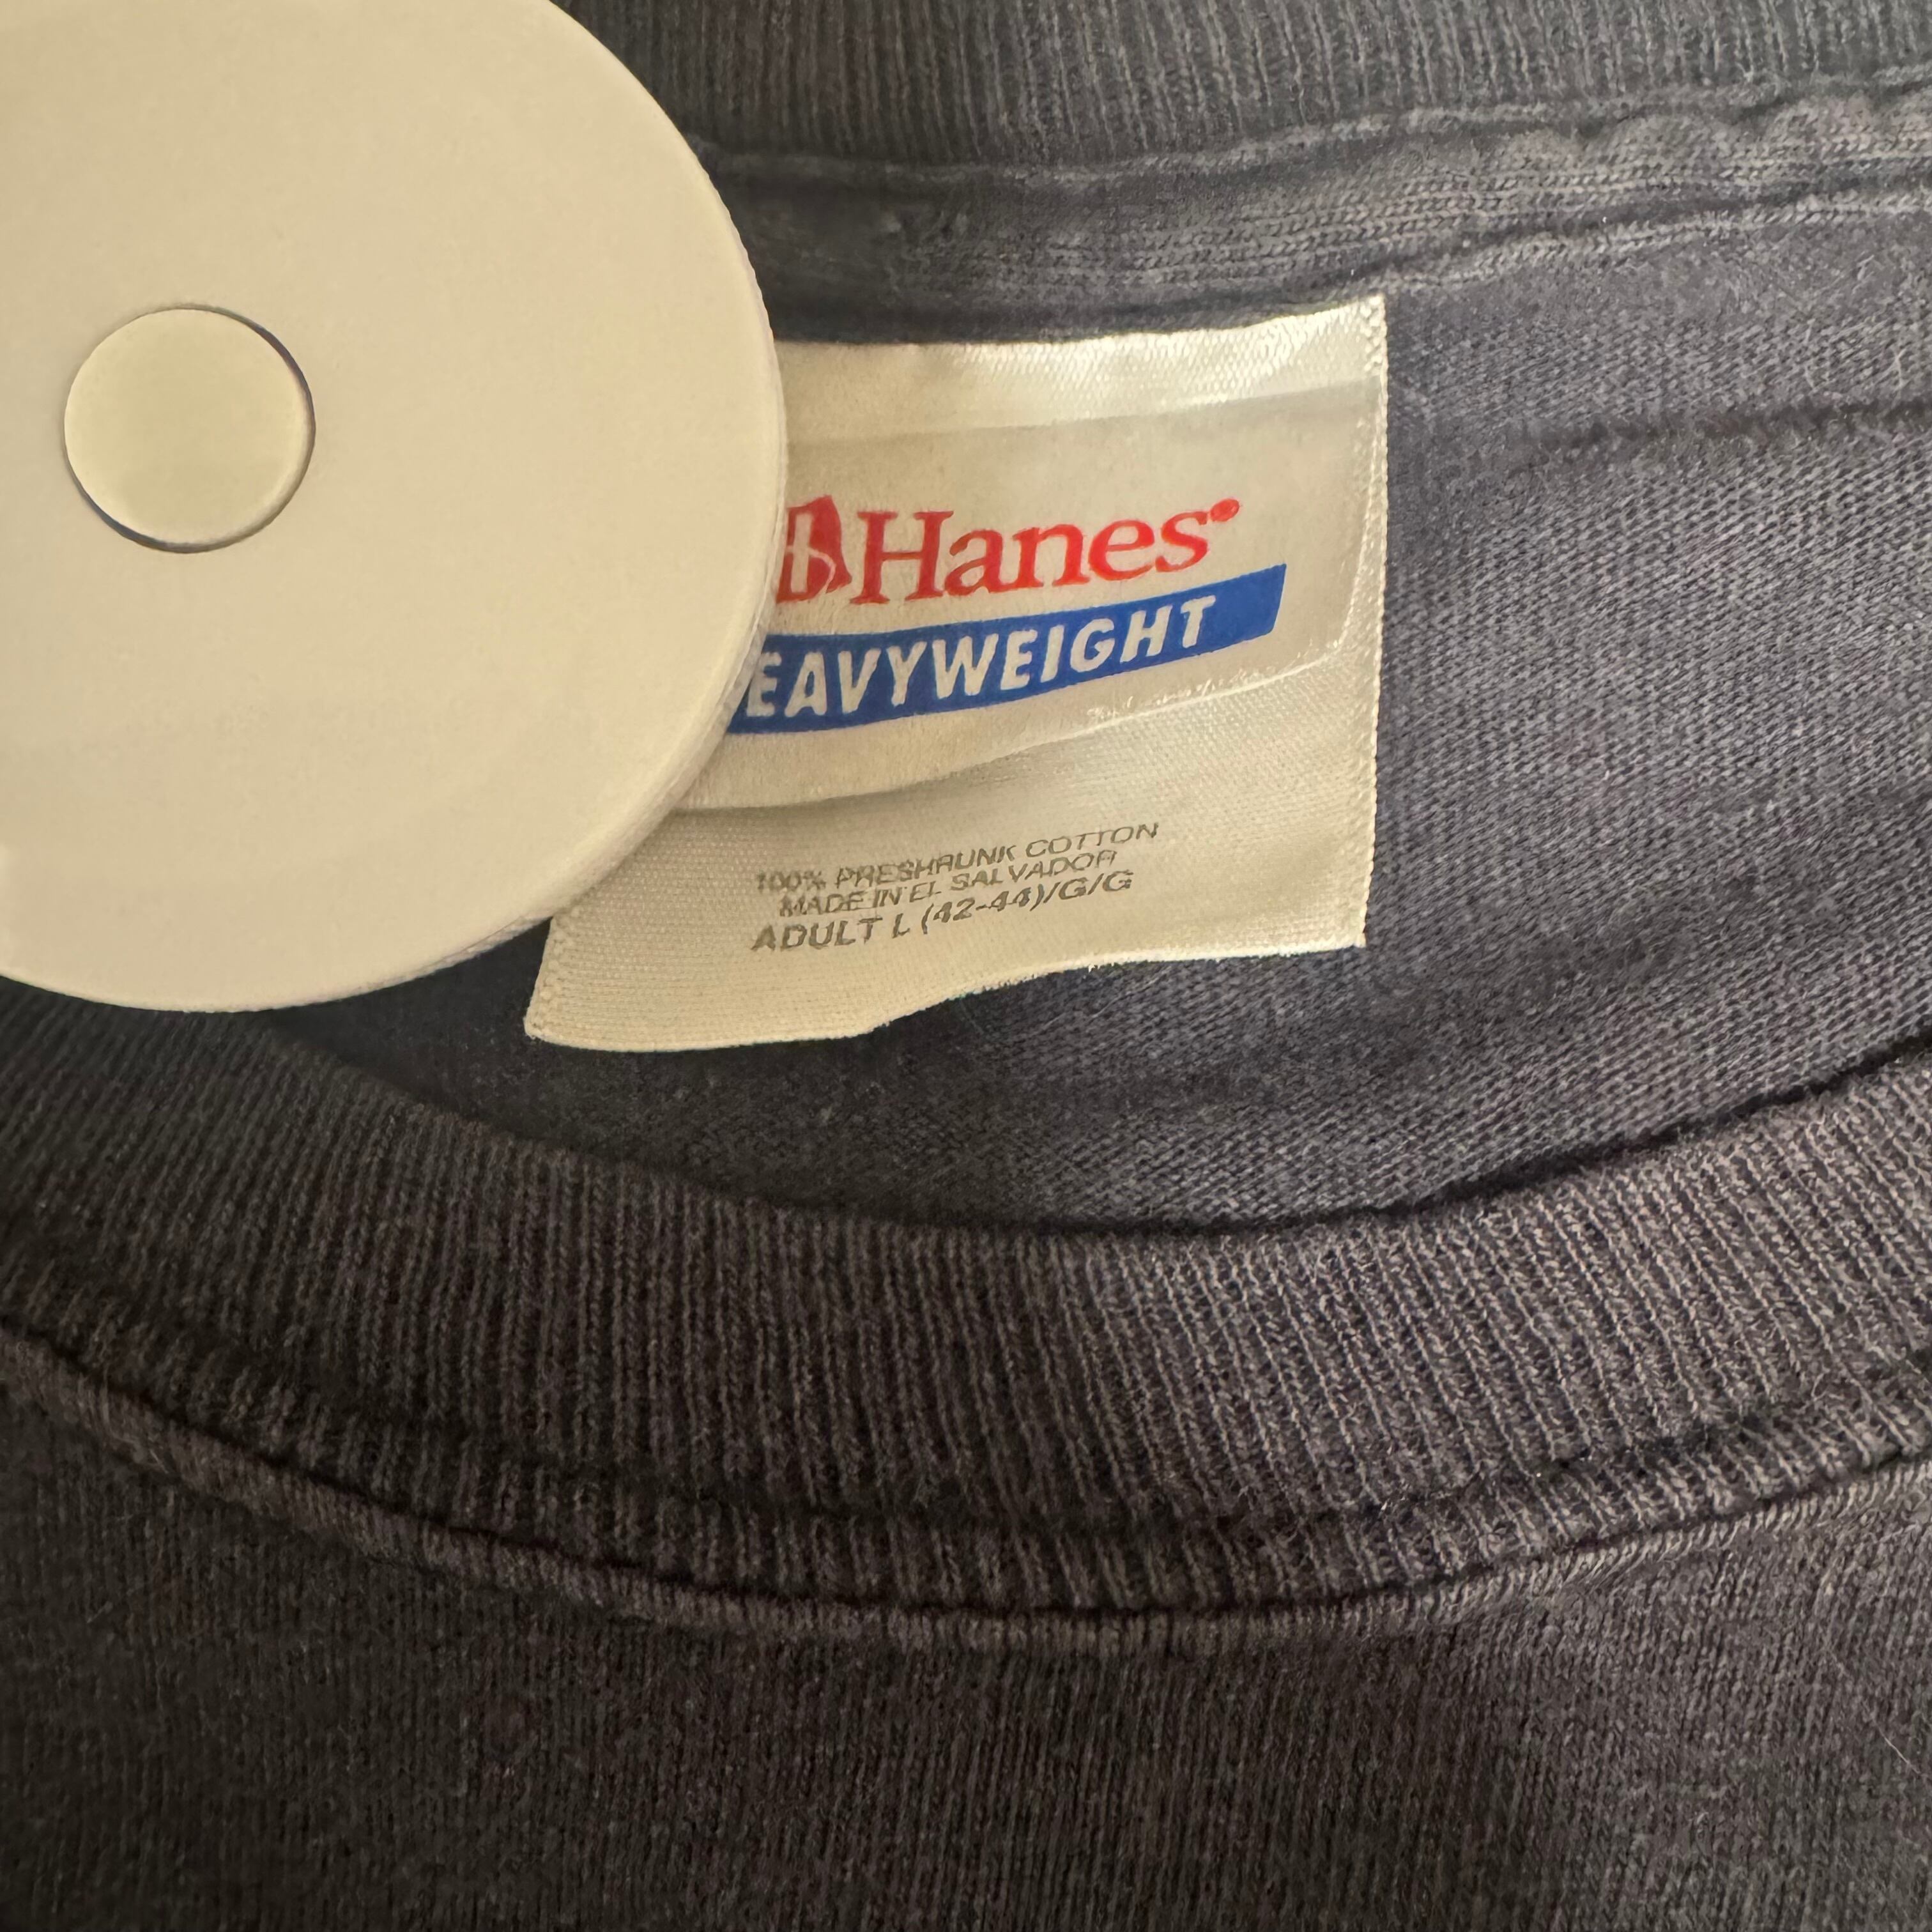 Hanes
EAVYWEIGHT
100% PRESHRUNK COTTON
MADE IN EL SALVADOR
ADULT L (42-44)/G/G